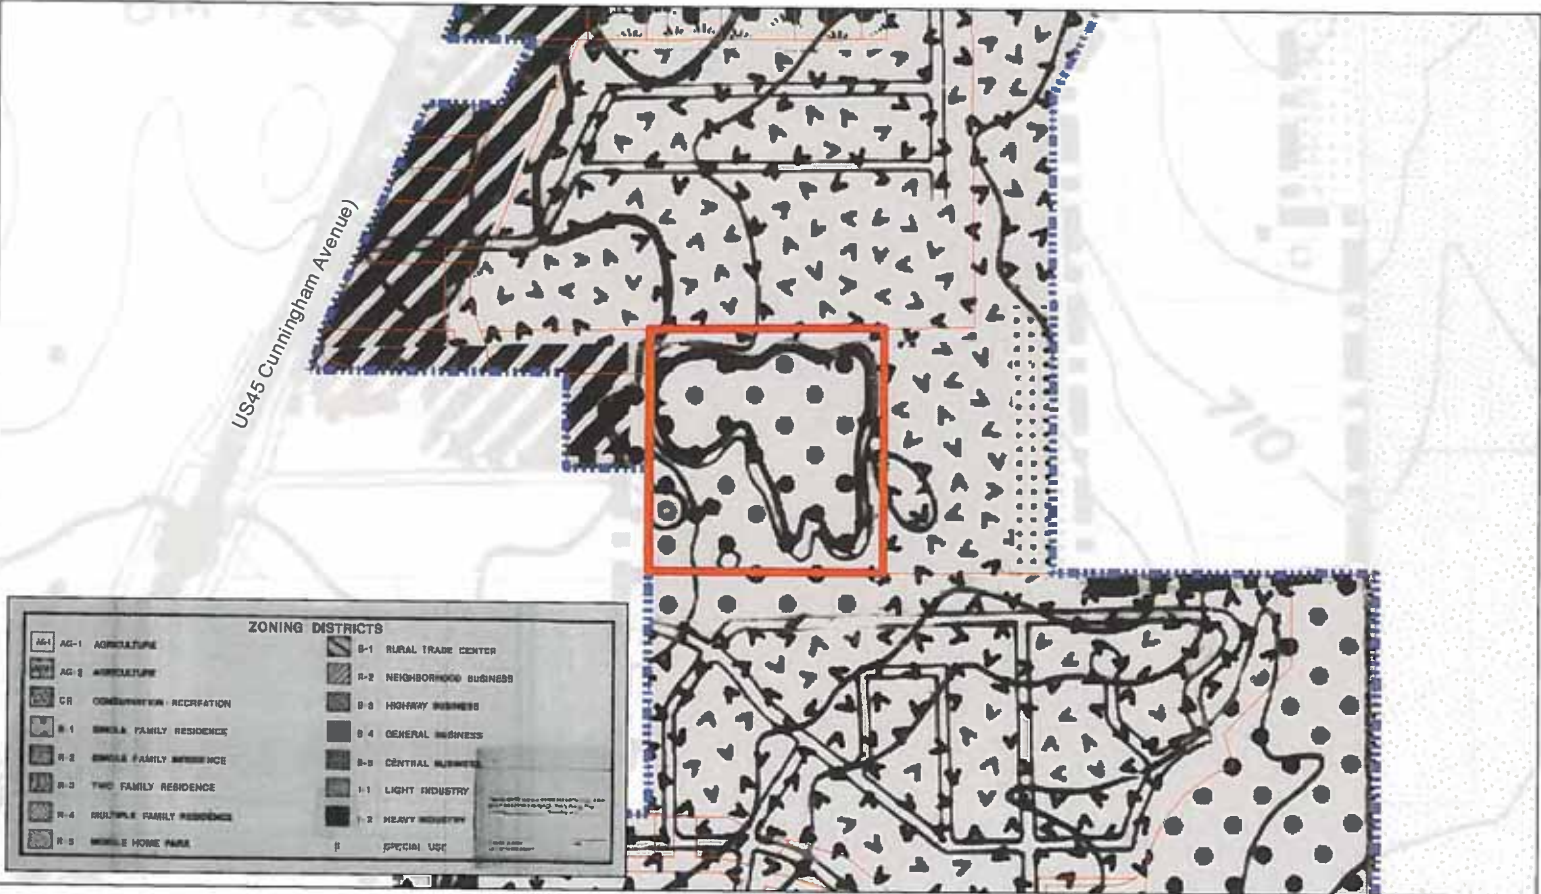 US45 Cunningham Avenue)
710
ZONING DISTRICTS
AG-1 AG-1 AGRICULTURE
AG-2 AGRICULTURE
CR CONSERVATION-RECREATION
R-1 SINGLE FAMILY RESIDENCE
R-2 SINGLE FAMILY RESIDENCE
R-3 TWO FAMILY RESIDENCE
R-4 MULTIPLE FAMILY RESIDENCE
R-5 MOBILE HOME PARK
B-1 RURAL TRADE CENTER
B-2 NEIGHBORHOOD BUSINESS
B-3 HIGHWAY BUSINESS
B-4 GENERAL BUSINESS
B-5 CENTRAL BUSINESS
I-1 LIGHT INDUSTRY
I-2 HEAVY INDUSTRY
SPECIAL USE